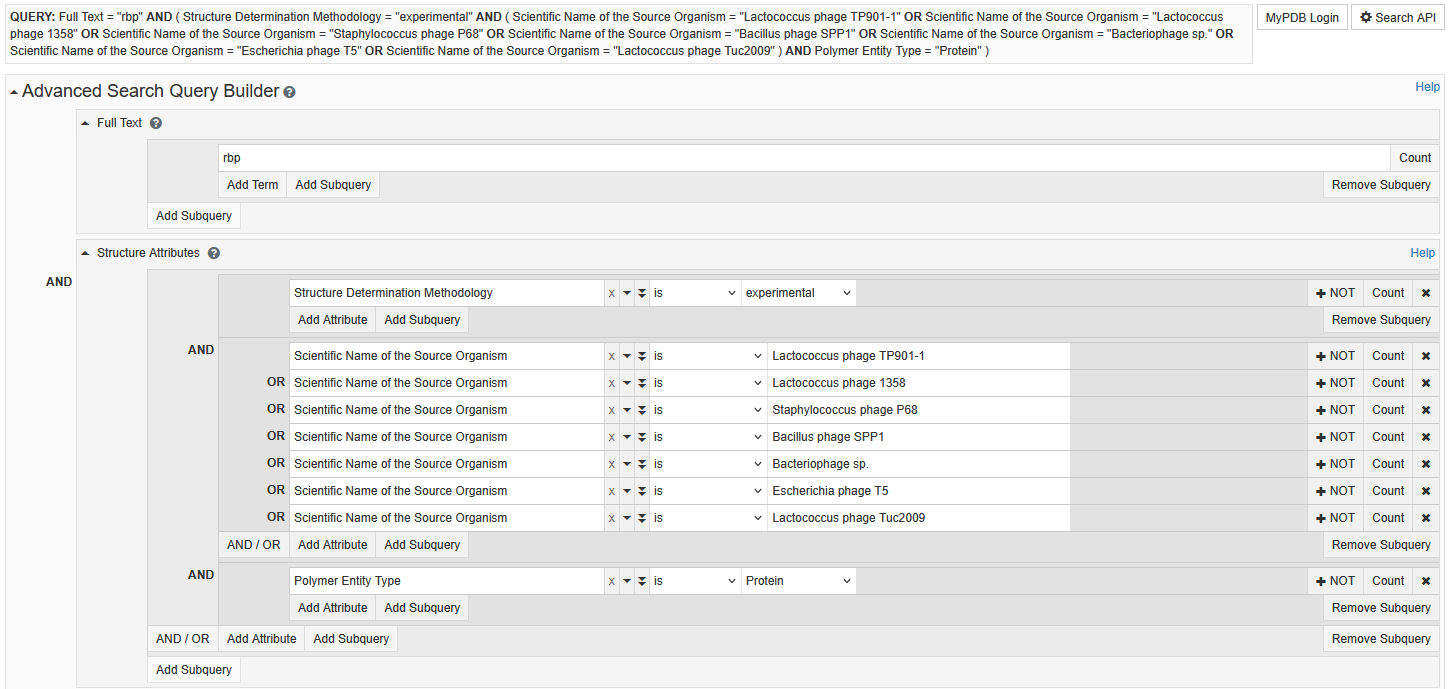 QUERY: Full Text = "rbp" AND ( Structure Determination Methodology = "experimental" AND ( Scientific Name of the Source Organism = "Lactococcus phage TP901-1" OR Scientific Name of the Source Organism = "Lactococcus
phage 1358" OR Scientific Name of the Source Organism = "Staphylococcus phage P68" OR Scientific Name of the Source Organism = "Bacillus phage SPP1" OR Scientific Name of the Source Organism = "Bacteriophage sp." OR
Scientific Name of the Source Organism = "Escherichia phage T5" OR Scientific Name of the Source Organism = "Lactococcus phage Tuc2009" ) AND Polymer Entity Type = "Protein" )
MyPDB Login Search API
Advanced Search Query Builder ? Help
Full Text ?
rbp Count
Add Term Add Subquery Remove Subquery
Add Subquery
Structure Attributes ? Help
AND
Structure Determination Methodology x is experimental NOT Count
Add Attribute Add Subquery Remove Subquery
AND Scientific Name of the Source Organism x is Lactococcus phage TP901-1 NOT Count
OR Scientific Name of the Source Organism x is Lactococcus phage 1358 NOT Count
OR Scientific Name of the Source Organism x is Staphylococcus phage P68 NOT Count
OR Scientific Name of the Source Organism x is Bacillus phage SPP1 NOT Count
OR Scientific Name of the Source Organism x is Bacteriophage sp. NOT Count
OR Scientific Name of the Source Organism x is Escherichia phage T5 NOT Count
OR Scientific Name of the Source Organism x is Lactococcus phage Tuc2009 NOT Count
AND / OR Add Attribute Add Subquery Remove Subquery
AND Polymer Entity Type x is Protein NOT Count
Add Attribute Add Subquery Remove Subquery
AND / OR Add Attribute Add Subquery Remove Subquery
Add Subquery